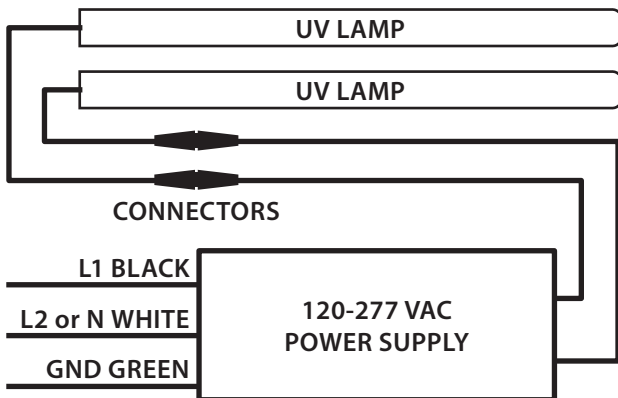 UV LAMP
UV LAMP
CONNECTORS
L1 BLACK
L2 or N WHITE
GND GREEN
120-277 VAC
POWER SUPPLY